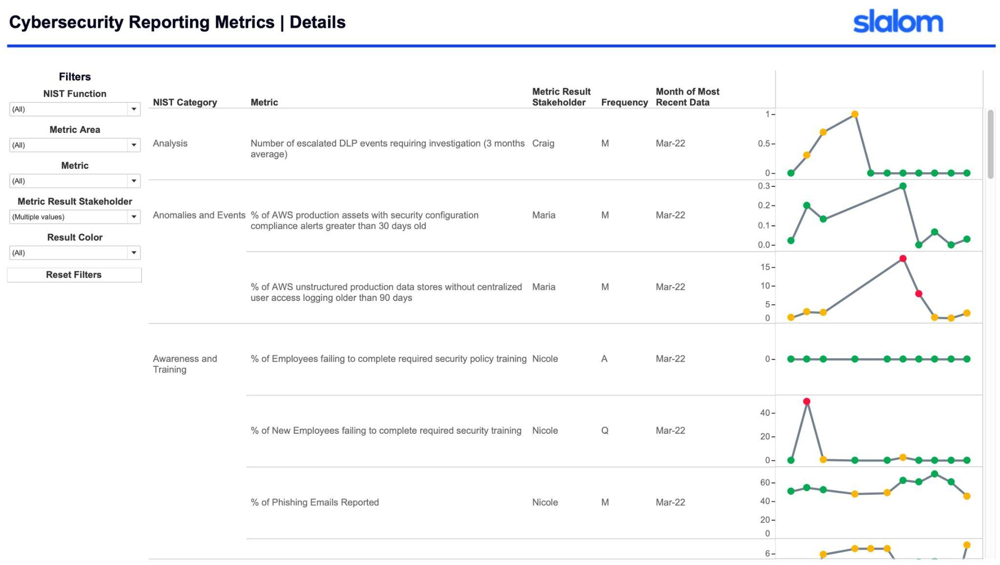 Cybersecurity Reporting Metrics | Details
slalom
Filters
NIST Function
(All)
Metric Area
(All)
Metric
(All)
Metric Result Stakeholder
(Multiple values)
Result Color
(All)
Reset Filters
NIST Category
Metric
Metric Result
Stakeholder
Frequency
Month of Most
Recent Data
Analysis
Number of escalated DLP events requiring investigation (3 months
average)
Craig
M
Mar-22
1
0.5
0
Anomalies and Events
% of AWS production assets with security configuration
compliance alerts greater than 30 days old
Maria
M
Mar-22
0.3
0.2
0.1
0.0
% of AWS unstructured production data stores without centralized
user access logging older than 90 days
Maria
M
Mar-22
15
10
5
0
Awareness and
Training
% of Employees failing to complete required security policy training
Nicole
A
Mar-22
0
% of New Employees failing to complete required security training
Nicole
Q
Mar-22
40
20
0
% of Phishing Emails Reported
Nicole
M
Mar-22
60
40
20
0
6